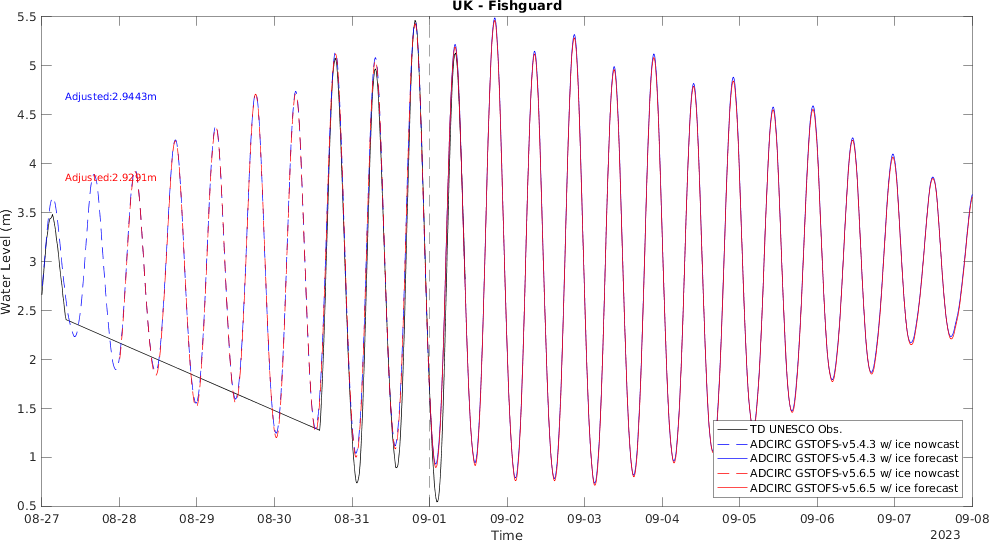 UK - Fishguard
Water Level (m)
5.5
5
4.5
4
3.5
3
2.5
2
1.5
1
0.5
Adjusted:2.9443m
Adjusted:2.9291m
TD UNESCO Obs.
ADCIRC GSTOFS-v5.4.3 w/ ice nowcast
ADCIRC GSTOFS-v5.4.3 w/ ice forecast
ADCIRC GSTOFS-v5.6.5 w/ ice nowcast
ADCIRC GSTOFS-v5.6.5 w/ ice forecast
08-27 08-28 08-29 08-30 08-31 09-01 09-02 09-03 09-04 09-05 09-06 09-07 09-08
Time
2023